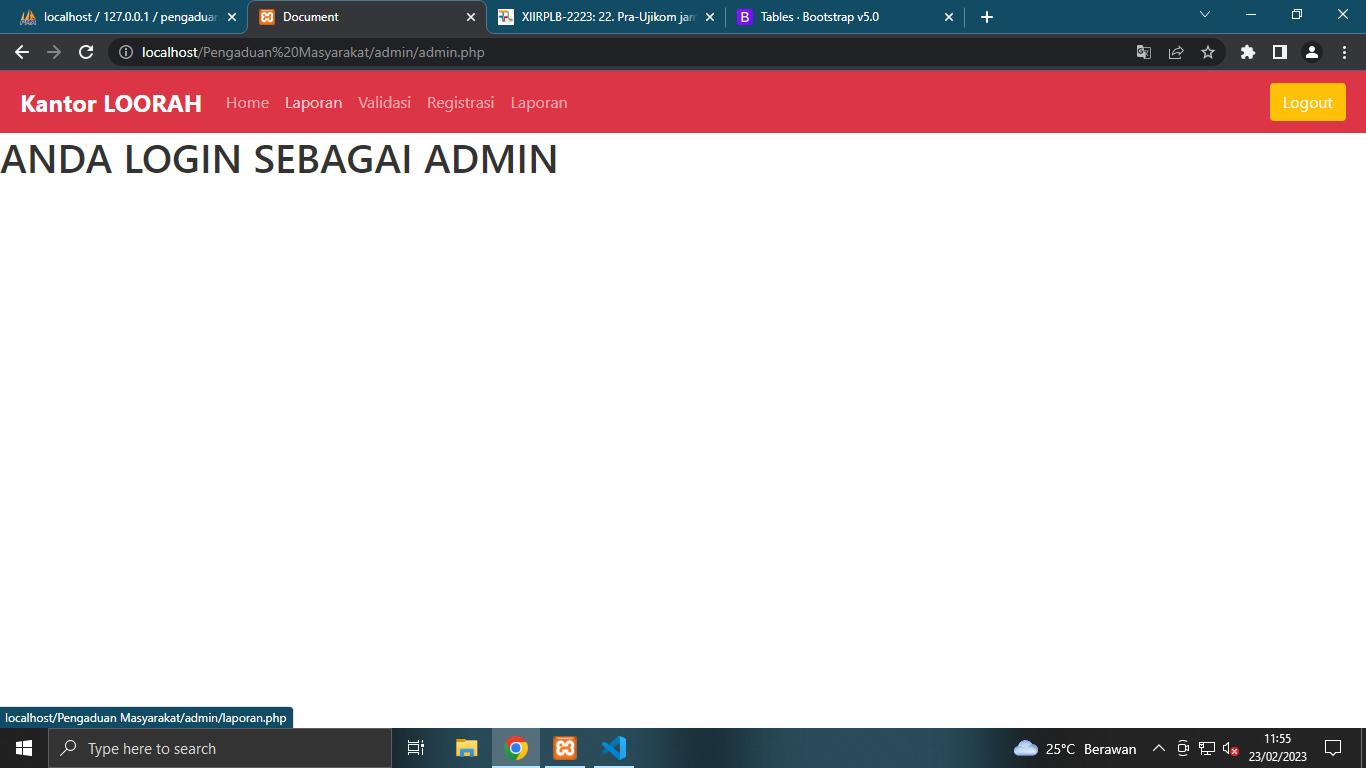 localhost / 127.0.0.1 / pengaduan
Document
XIIRPLB-2223: 22. Pra-Ujikom jam
Tables · Bootstrap v5.0
localhost/Pengaduan%20Masyarakat/admin/admin.php
Kantor LOORAH Home Laporan Validasi Registrasi Laporan Logout
ANDA LOGIN SEBAGAI ADMIN
localhost/Pengaduan Masyarakat/admin/laporan.php
Type here to search
25°C Berawan
11:55
23/02/2023